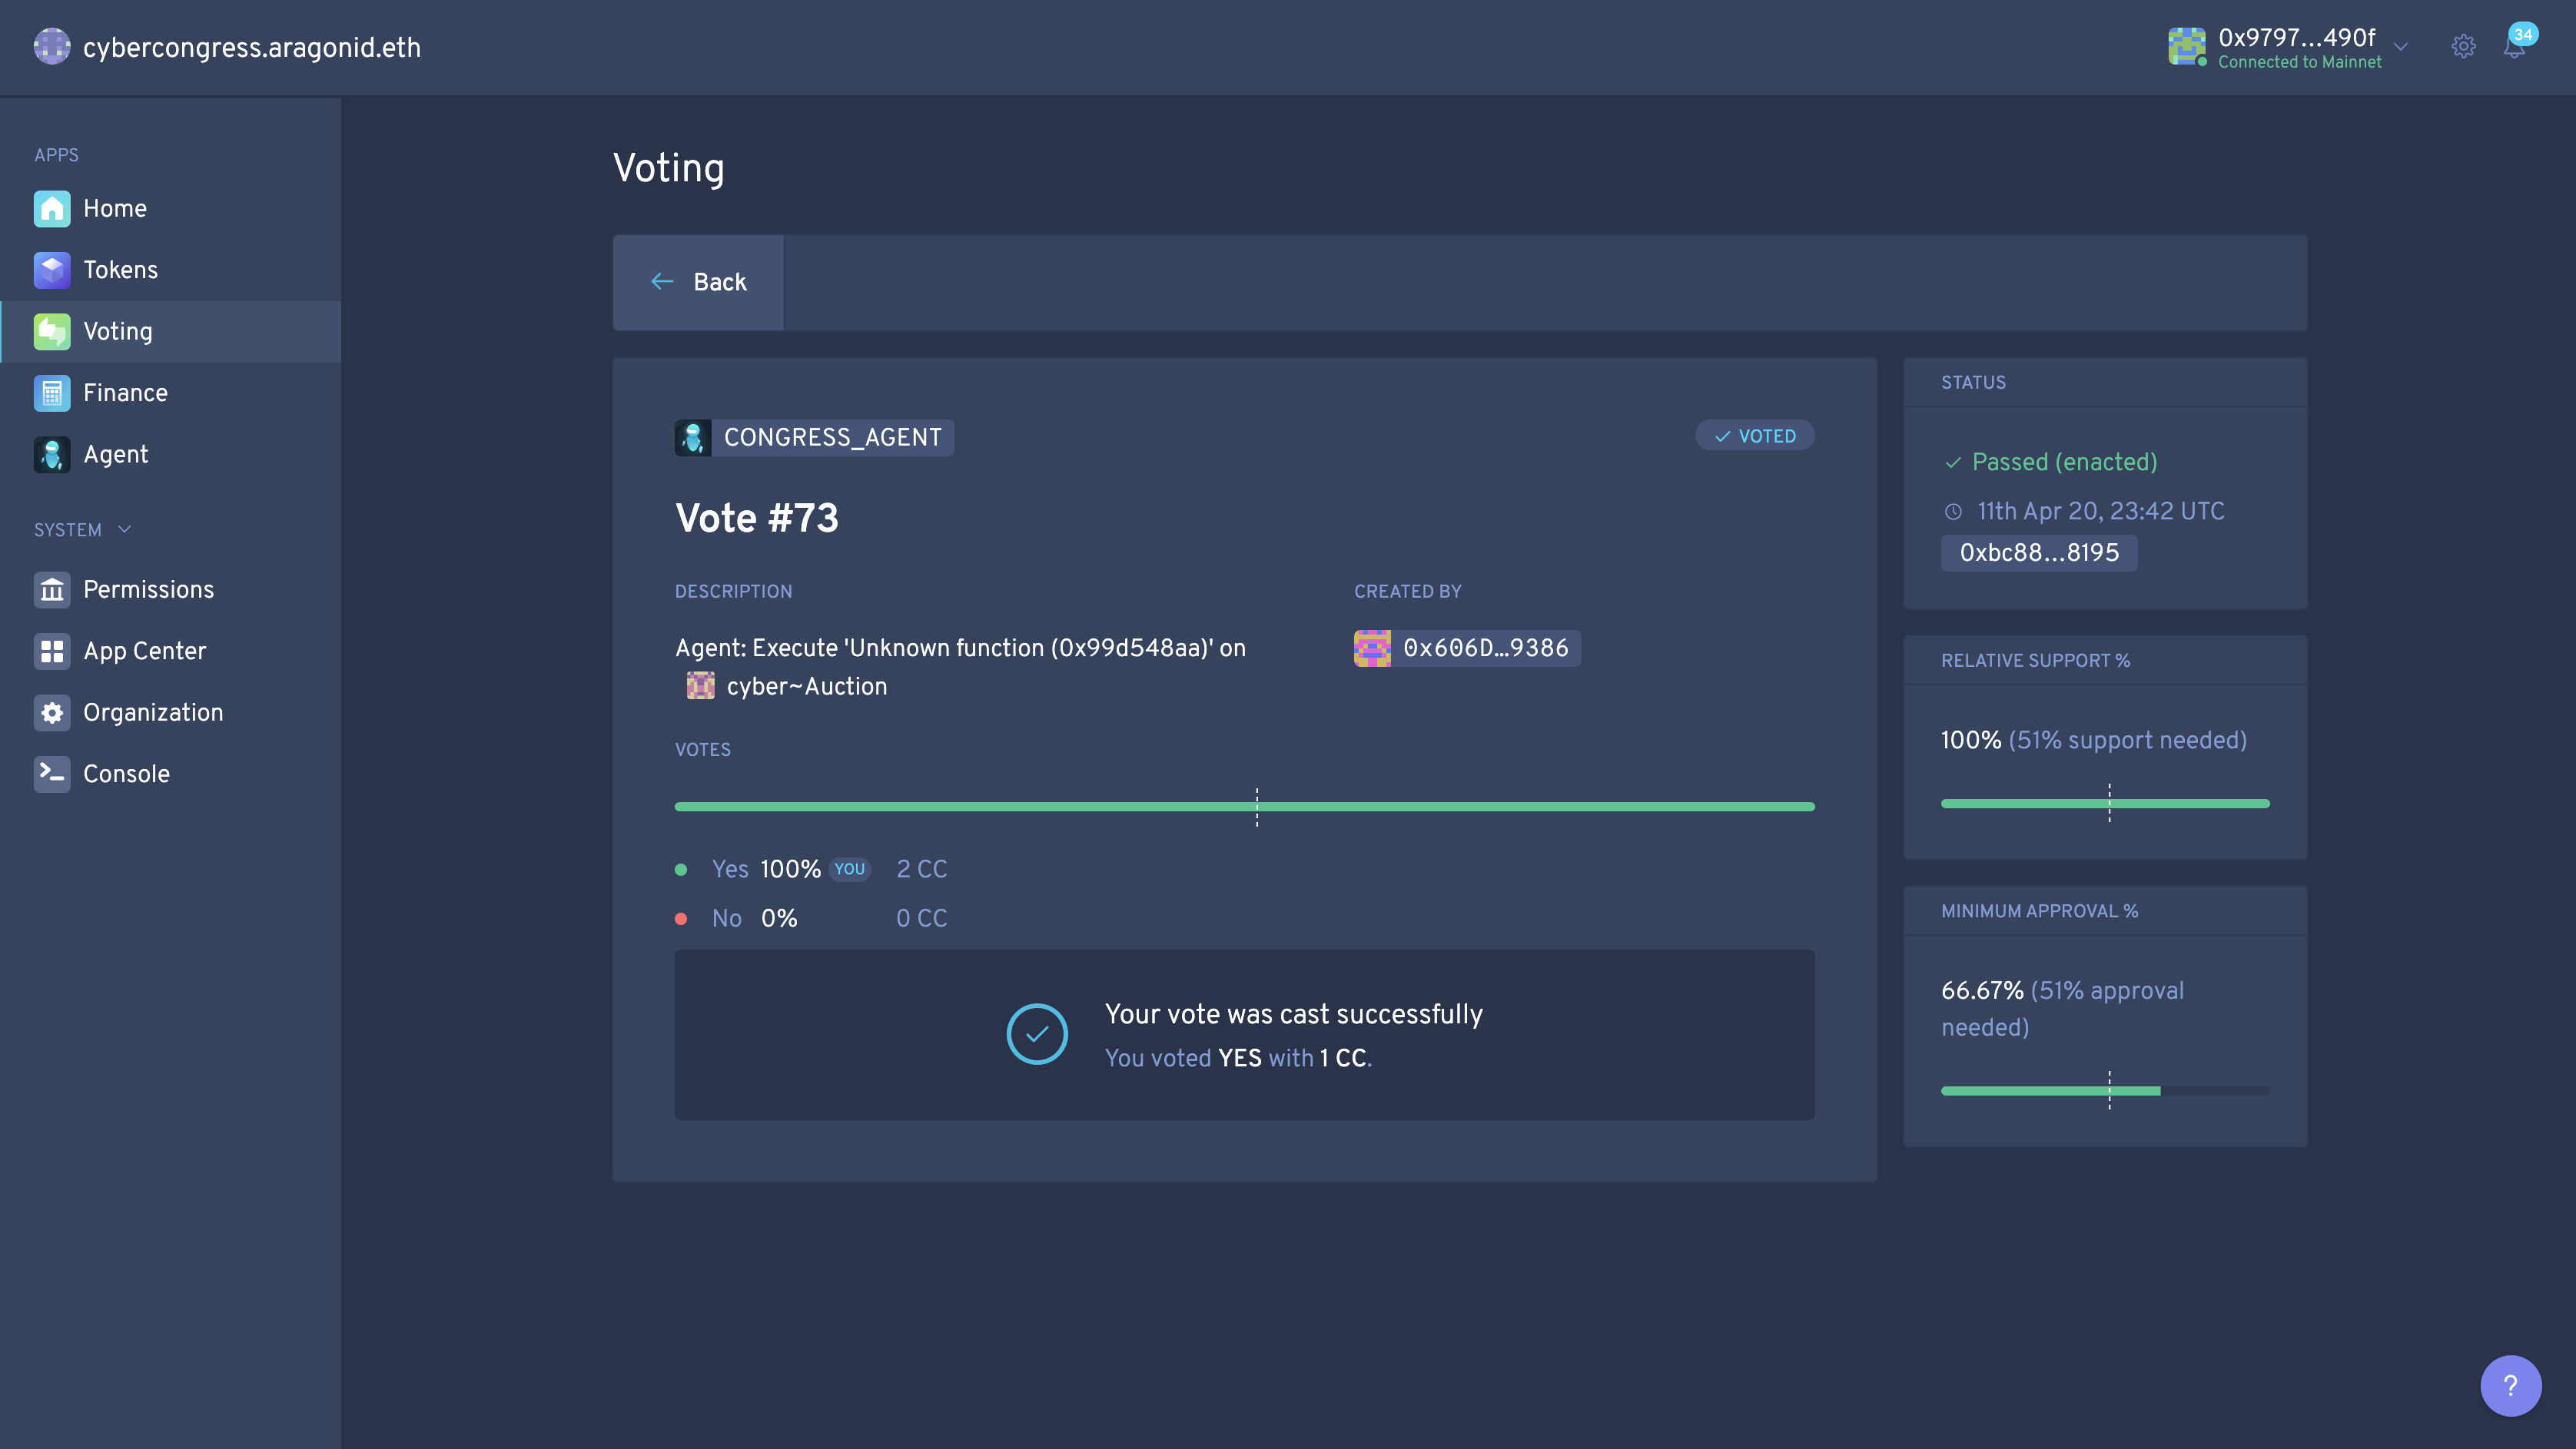 cybercongress.aragonid.eth
0x9797...490f
Connected to Mainnet
34
APPS
Home
Tokens
Voting
Finance
Agent
SYSTEM
Permissions
App Center
Organization
Console
Voting
Back
CONGRESS_AGENT
VOTED
Vote #73
DESCRIPTION
Agent: Execute 'Unknown function (0x99d548aa)' on
cyber~Auction
CREATED BY
0x606D...9386
VOTES
Yes 100% YOU 2 CC
No 0% 0 CC
Your vote was cast successfully
You voted YES with 1 CC.
STATUS
Passed (enacted)
11th Apr 20, 23:42 UTC
0xbc88...8195
RELATIVE SUPPORT %
100% (51% support needed)
MINIMUM APPROVAL %
66.67% (51% approval
needed)
?